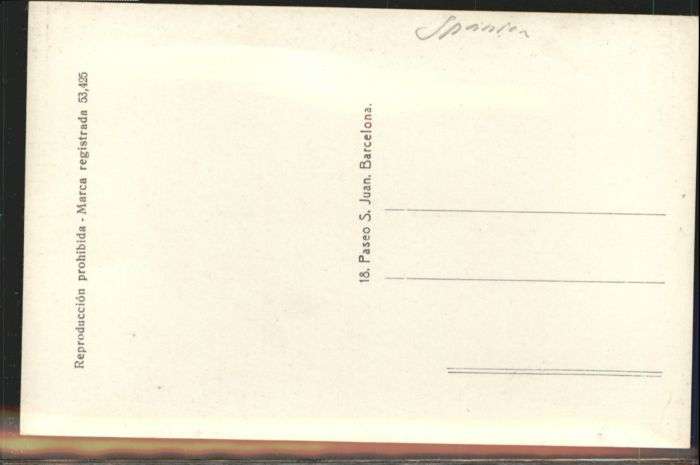 Spanien
Reproducción prohibida - Marca registrada 53,425
18. Paseo S. Juan. Barcelona.